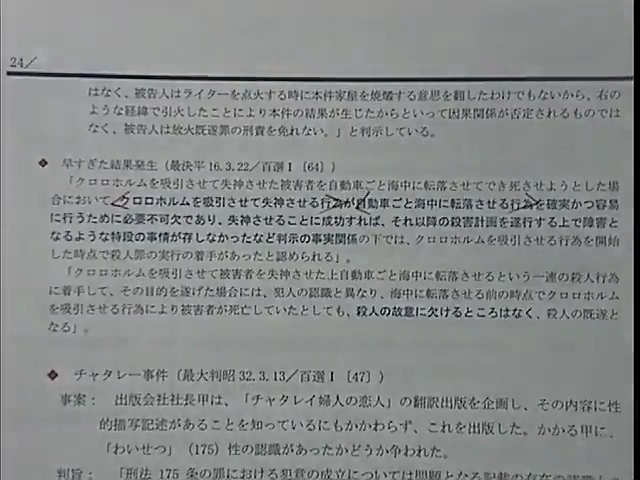 24/
はなく、被告人はライターを点火する時に本件家屋を焼燬する意思を翻したわけでもないから、右の
ような経緯で引火したことにより本件の結果が生じたからといって因果関係が否定されるものでは
なく、被告人は放火既遂罪の刑責を免れない。」と判示している。
◆ 早すぎた結果発生（最決平16.3.22／百選Ⅰ〔64〕）
「クロロホルムを吸引させて失神させた被害者を自動車ごと海中に転落させてでき死させようとした場
合において、クロロホルムを吸引させて失神させる行為が自動車ごと海中に転落させる行為を確実かつ容易
に行うために必要不可欠であり、失神させることに成功すれば、それ以降の殺害計画を遂行する上で障害と
なるような特段の事情が存しなかったなど判示の事実関係の下では、クロロホルムを吸引させる行為を開始
した時点で殺人罪の実行の着手があったと認められる。」
「クロロホルムを吸引させて被害者を失神させた上自動車ごと海中に転落させるという一連の殺人行為
に着手して、その目的を遂げた場合には、犯人の認識と異なり、海中に転落させる前の時点でクロロホルム
を吸引させる行為により被害者が死亡していたとしても、殺人の故意に欠けるところはなく、殺人の既遂と
なる」。
◆ チャタレー事件（最大判昭32.3.13／百選Ⅰ〔47〕）
事案： 出版会社社長甲は、「チャタレイ婦人の恋人」の翻訳出版を企画し、その内容に性
的描写記述があることを知っているにもかかわらず、これを出版した。かかる甲に、
「わいせつ」（175）性の認識があったかどうか争われた。
判旨： 「刑法 175 条の罪における犯意の成立については問題となる記載の存在の認識